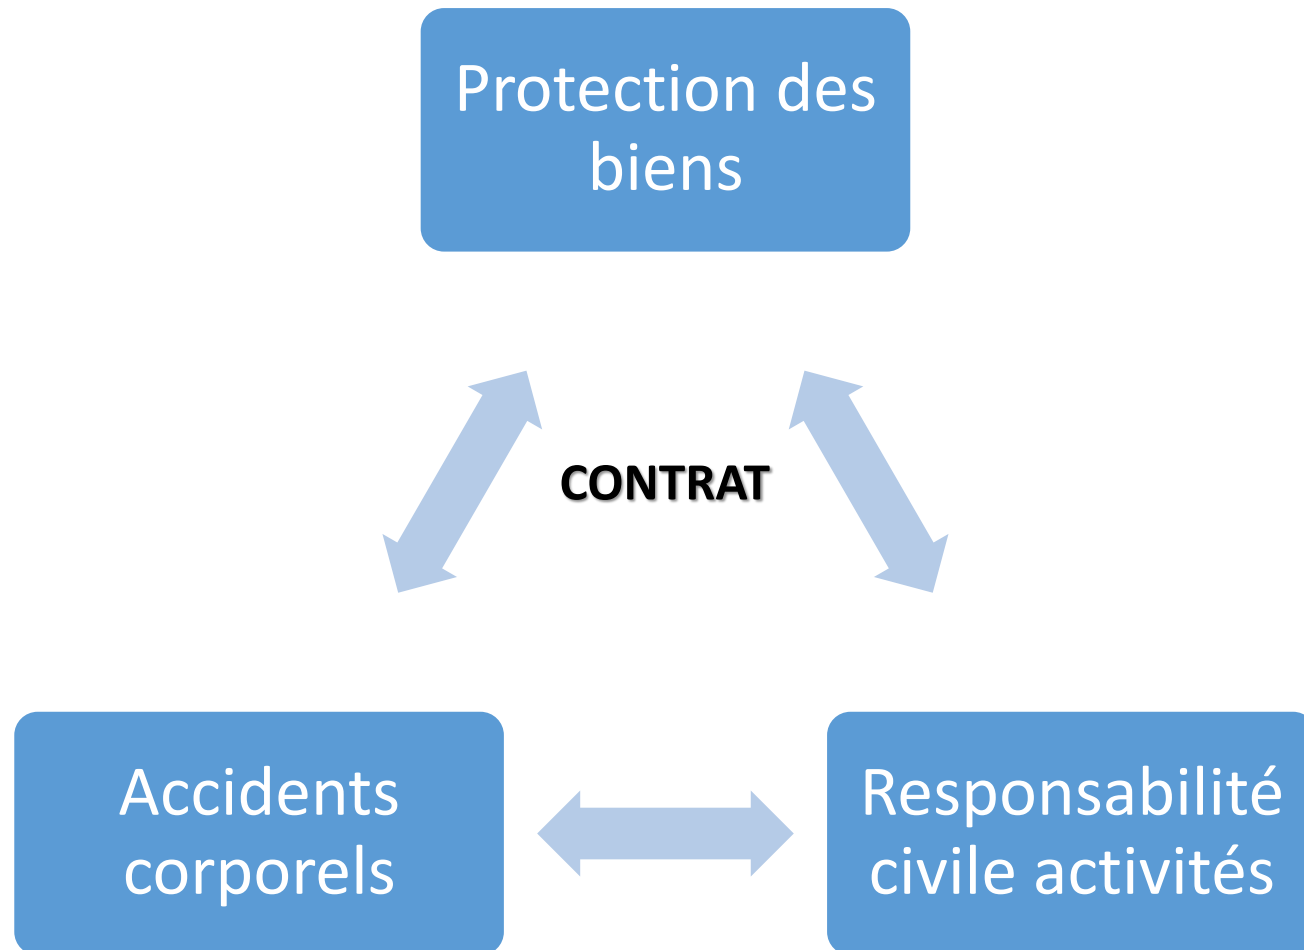 Protection des
biens
CONTRAT
Accidents
corporels
Responsabilité
civile activités